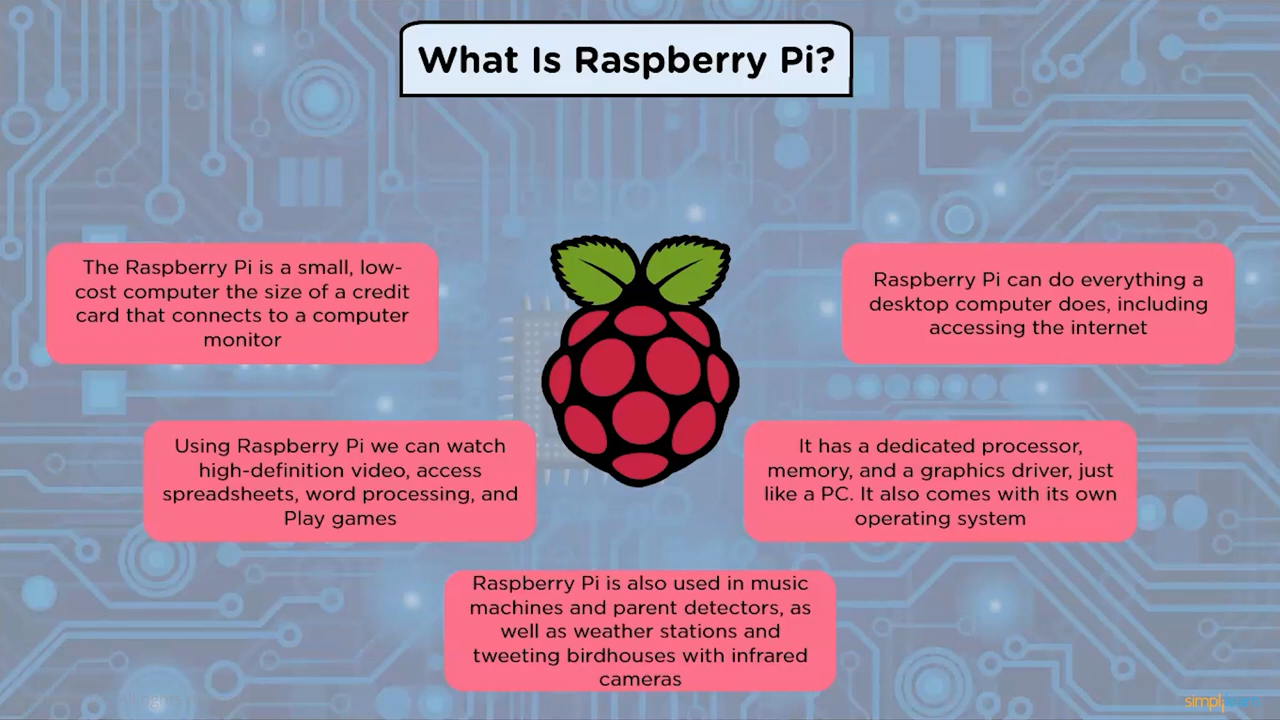 What Is Raspberry Pi?
The Raspberry Pi is a small, low-
cost computer the size of a credit
card that connects to a computer
monitor
Raspberry Pi can do everything a
desktop computer does, including
accessing the internet
Using Raspberry Pi we can watch
high-definition video, access
spreadsheets, word processing, and
Play games
It has a dedicated processor,
memory, and a graphics driver, just
like a PC. It also comes with its own
operating system
Raspberry Pi is also used in music
machines and parent detectors, as
well as weather stations and
tweeting birdhouses with infrared
cameras